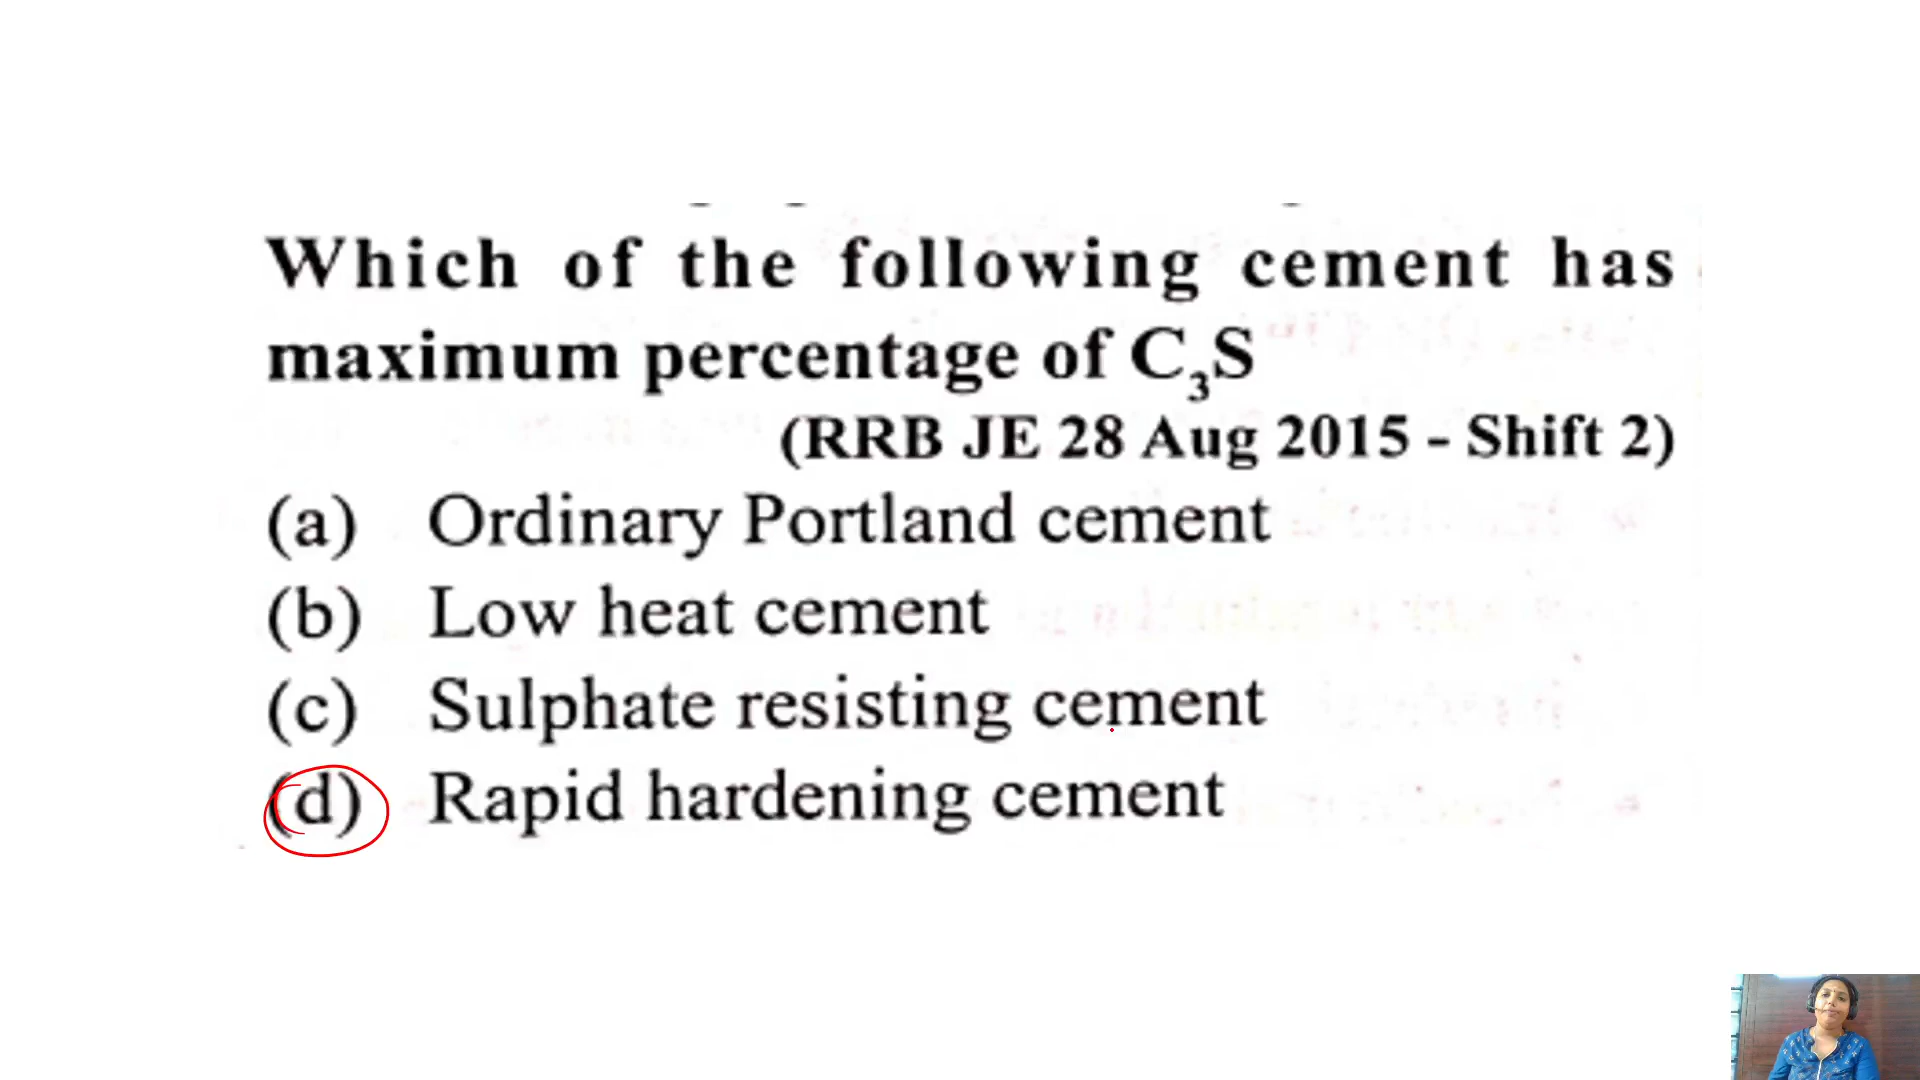 Which of the following cement has
maximum percentage of C₃S
(RRB JE 28 Aug 2015 - Shift 2)
(a) Ordinary Portland cement
(b) Low heat cement
(c) Sulphate resisting cement
(d) Rapid hardening cement